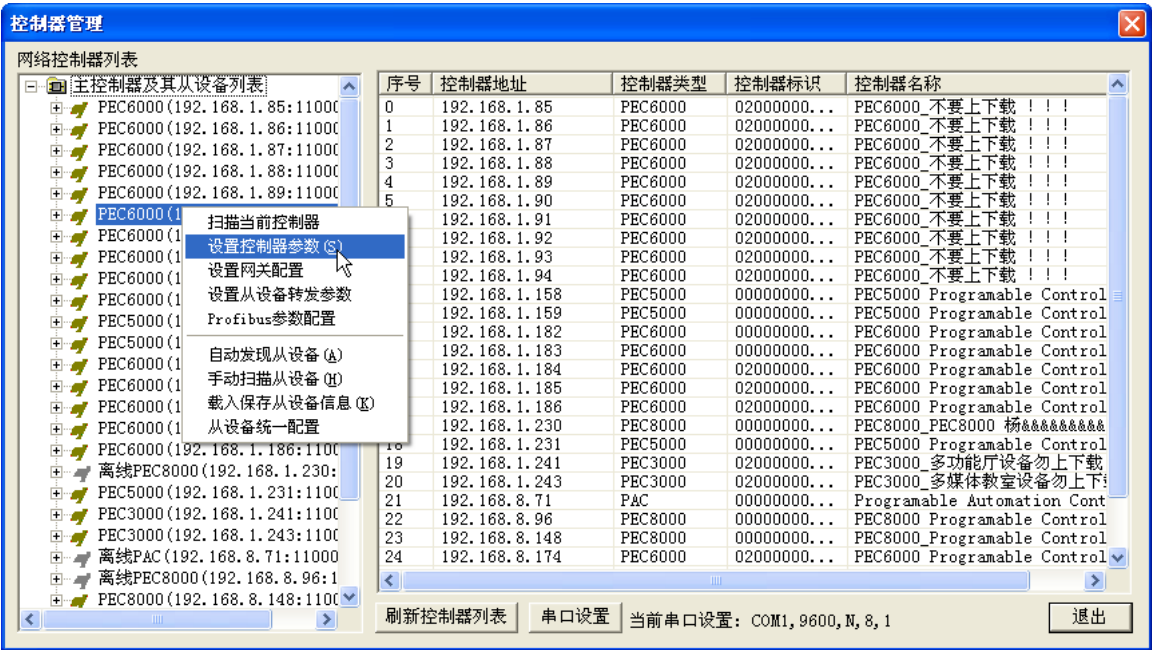 控制器管理
网络控制器列表
主控制器及其从设备列表
PEC6000(192.168.1.85:1100
PEC6000(192.168.1.86:1100
PEC6000(192.168.1.87:1100
PEC6000(192.168.1.88:1100
PEC6000(192.168.1.89:1100
PEC6000(1
PEC6000(1
PEC6000(1
PEC6000(1
PEC6000(1
PEC5000(1
PEC5000(1
PEC6000(1
PEC6000(1
PEC6000(1
PEC6000(1
PEC6000(192.168.1.186:110
离线PEC8000(192.168.1.230:
PEC5000(192.168.1.231:110
PEC3000(192.168.1.241:110
PEC3000(192.168.1.243:110
离线PAC(192.168.8.71:11000
离线PEC8000(192.168.8.96:1
PEC8000(192.168.8.148:110
扫描当前控制器
设置控制器参数(S)
设置网关配置
设置从设备转发参数
Profibus参数配置
自动发现从设备(A)
手动扫描从设备(H)
载入保存从设备信息(K)
从设备统一配置
序号 控制器地址 控制器类型 控制器标识 控制器名称
0 192.168.1.85 PEC6000 02000000... PEC6000_不要上下载 ! ! !
1 192.168.1.86 PEC6000 02000000... PEC6000_不要上下载 ! ! !
2 192.168.1.87 PEC6000 02000000... PEC6000_不要上下载 ! ! !
3 192.168.1.88 PEC6000 02000000... PEC6000_不要上下载 ! ! !
4 192.168.1.89 PEC6000 02000000... PEC6000_不要上下载 ! ! !
5 192.168.1.90 PEC6000 02000000... PEC6000_不要上下载 ! ! !
192.168.1.91 PEC6000 02000000... PEC6000_不要上下载 ! ! !
192.168.1.92 PEC6000 02000000... PEC6000_不要上下载 ! ! !
192.168.1.93 PEC6000 02000000... PEC6000_不要上下载 ! ! !
192.168.1.94 PEC6000 02000000... PEC6000_不要上下载 ! ! !
192.168.1.158 PEC5000 00000000... PEC5000 Programable Control
192.168.1.159 PEC5000 00000000... PEC5000 Programable Control
192.168.1.182 PEC6000 00000000... PEC6000 Programable Control
192.168.1.183 PEC6000 00000000... PEC6000 Programable Control
192.168.1.184 PEC6000 00000000... PEC6000 Programable Control
192.168.1.185 PEC6000 00000000... PEC6000 Programable Control
192.168.1.186 PEC6000 00000000... PEC6000 Programable Control
192.168.1.230 PEC8000 00000000... PEC8000_PEC8000 杨&&&&&&&&&
18 192.168.1.231 PEC5000 00000000... PEC5000 Programable Control
19 192.168.1.241 PEC3000 02000000... PEC3000_多功能厅设备勿上下载
20 192.168.1.243 PEC3000 02000000... PEC3000_多媒体教室设备勿上下
21 192.168.8.71 PAC 00000000... Programable Automation Cont
22 192.168.8.96 PEC8000 00000000... PEC8000 Programable Control
23 192.168.8.148 PEC8000 00000000... PEC8000_Programable Control
24 192.168.8.174 PEC6000 02000000... PEC6000 Programable Control
刷新控制器列表 串口设置 当前串口设置: COM1,9600,N,8,1 退出